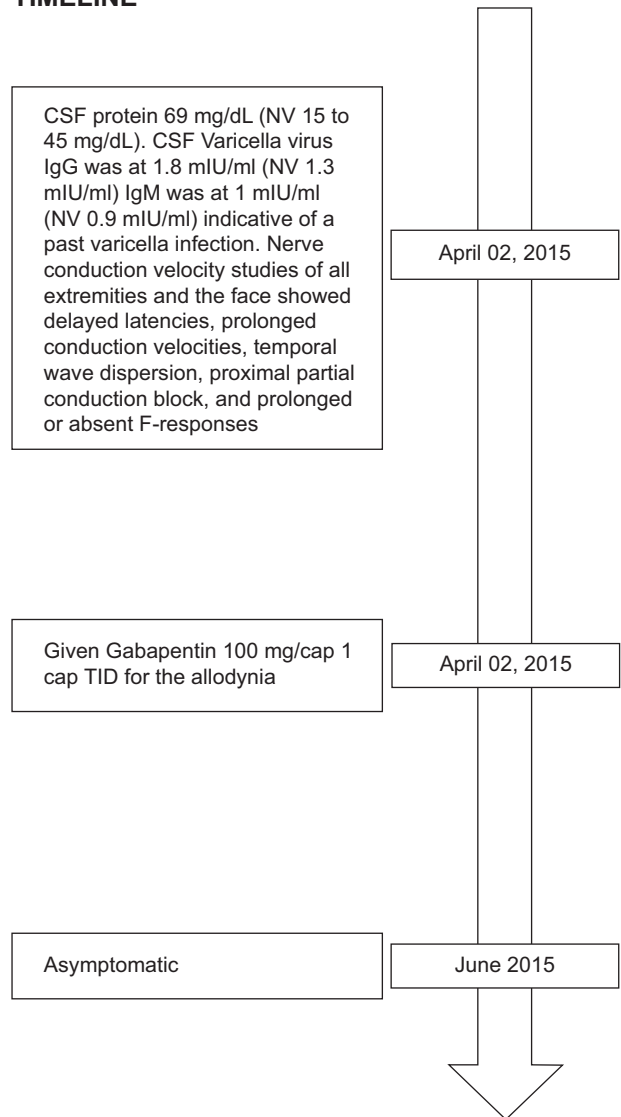 TIMELINE
CSF protein 69 mg/dL (NV 15 to
45 mg/dL). CSF Varicella virus
IgG was at 1.8 mIU/ml (NV 1.3
mIU/ml) IgM was at 1 mIU/ml
(NV 0.9 mIU/ml) indicative of a
past varicella infection. Nerve
conduction velocity studies of all
extremities and the face showed
delayed latencies, prolonged
conduction velocities, temporal
wave dispersion, proximal partial
conduction block, and prolonged
or absent F-responses
April 02, 2015
Given Gabapentin 100 mg/cap 1
cap TID for the allodynia
April 02, 2015
Asymptomatic
June 2015